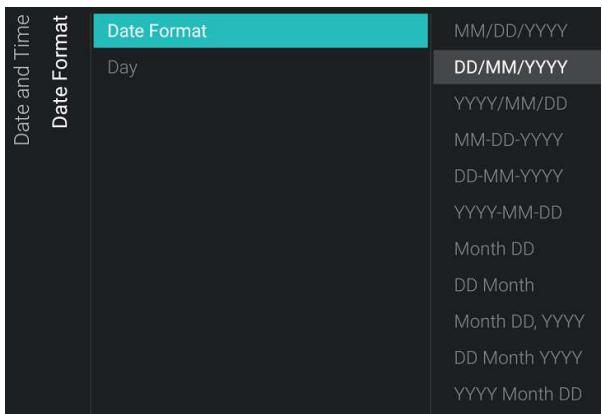 Date and Time
Date Format
Date Format
Day
MM/DD/YYYY
DD/MM/YYYY
YYYY/MM/DD
MM-DD-YYYY
DD-MM-YYYY
YYYY-MM-DD
Month DD
DD Month
Month DD, YYYY
DD Month YYYY
YYYY Month DD